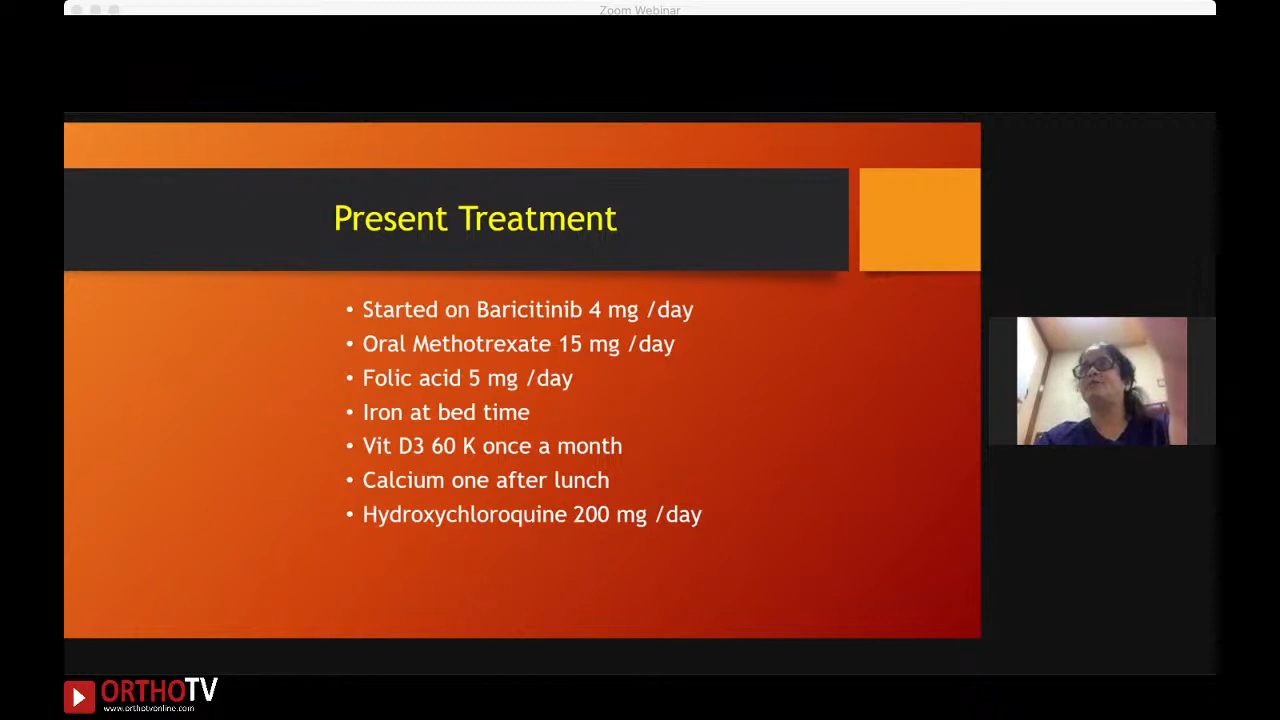 Zoom Webinar
Present Treatment
• Started on Baricitinib 4 mg /day
• Oral Methotrexate 15 mg /day
• Folic acid 5 mg /day
• Iron at bed time
• Vit D3 60 K once a month
• Calcium one after lunch
• Hydroxychloroquine 200 mg /day
ORTHOTV
www.orthotvonline.com